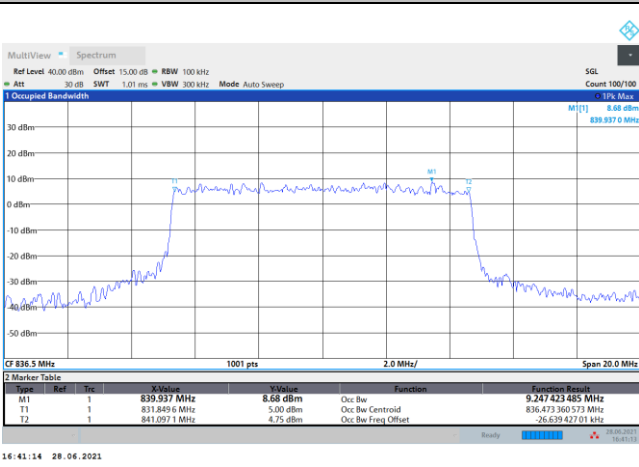 MultiView Spectrum
Ref Level 40.00 dBm Offset 15.00 dB RBW 100 kHz SGL
Att 30 dB SWT 1.01 ms VBW 300 kHz Mode Auto Sweep Count 100/100
1 Occupied Bandwidth 1Pk Max
M1[1] 8.68 dBm
839.937 0 MHz
30 dBm
20 dBm
10 dBm
0 dBm
-10 dBm
-20 dBm
-30 dBm
-40 dBm
-50 dBm
T1 M1 T2
CF 836.5 MHz 1001 pts 2.0 MHz/ Span 20.0 MHz
2 Marker Table
Type Ref Trc X-Value Y-Value Function Function Result
M1 1 839.937 MHz 8.68 dBm Occ Bw 9.247 423 485 MHz
T1 1 831.849 6 MHz 5.00 dBm Occ Bw Centroid 836.473 360 573 MHz
T2 1 841.097 1 MHz 4.75 dBm Occ Bw Freq Offset -26.639 427 01 kHz
Ready 28.06.2021
16:41:13
16:41:14 28.06.2021